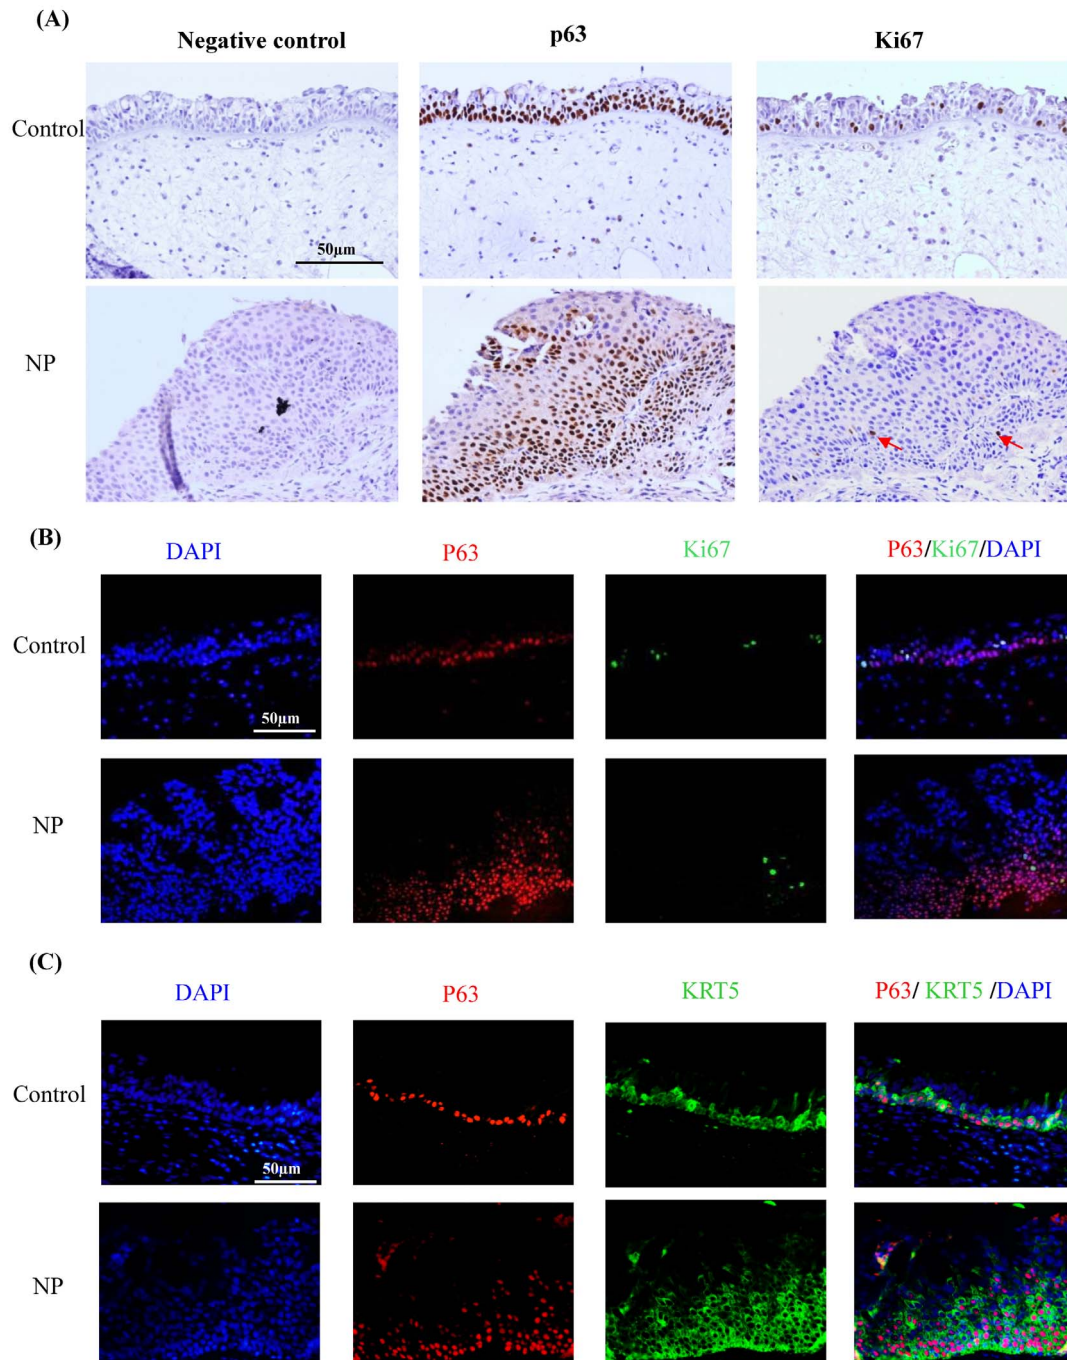 (A)
Negative control p63 Ki67
Control
50μm
NP
(B)
DAPI P63 Ki67 P63/Ki67/DAPI
Control
50μm
NP
(C)
DAPI P63 KRT5 P63/ KRT5 /DAPI
Control
50μm
NP